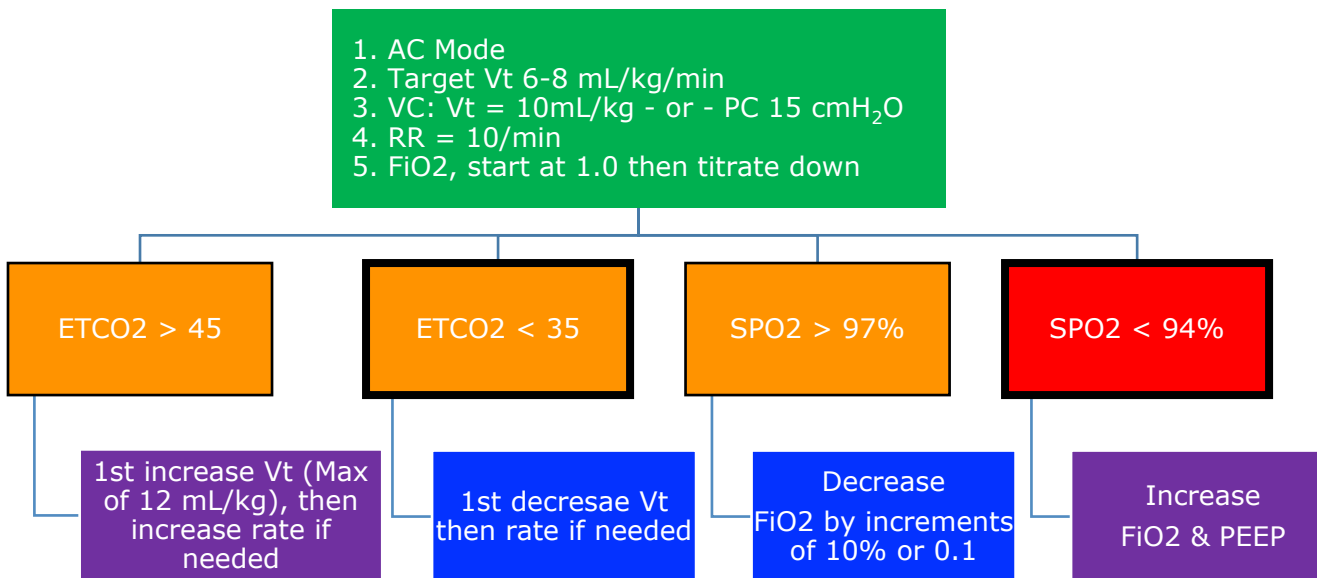 1. AC Mode
2. Target Vt 6-8 mL/kg/min
3. VC: Vt = 10mL/kg - or - PC 15 cmH₂O
4. RR = 10/min
5. FiO2, start at 1.0 then titrate down
ETCO2 > 45
ETCO2 < 35
SPO2 > 97%
SPO2 < 94%
1st increase Vt (Max
of 12 mL/kg), then
increase rate if
needed
1st decresae Vt
then rate if needed
Decrease
FiO2 by increments
of 10% or 0.1
Increase
FiO2 & PEEP